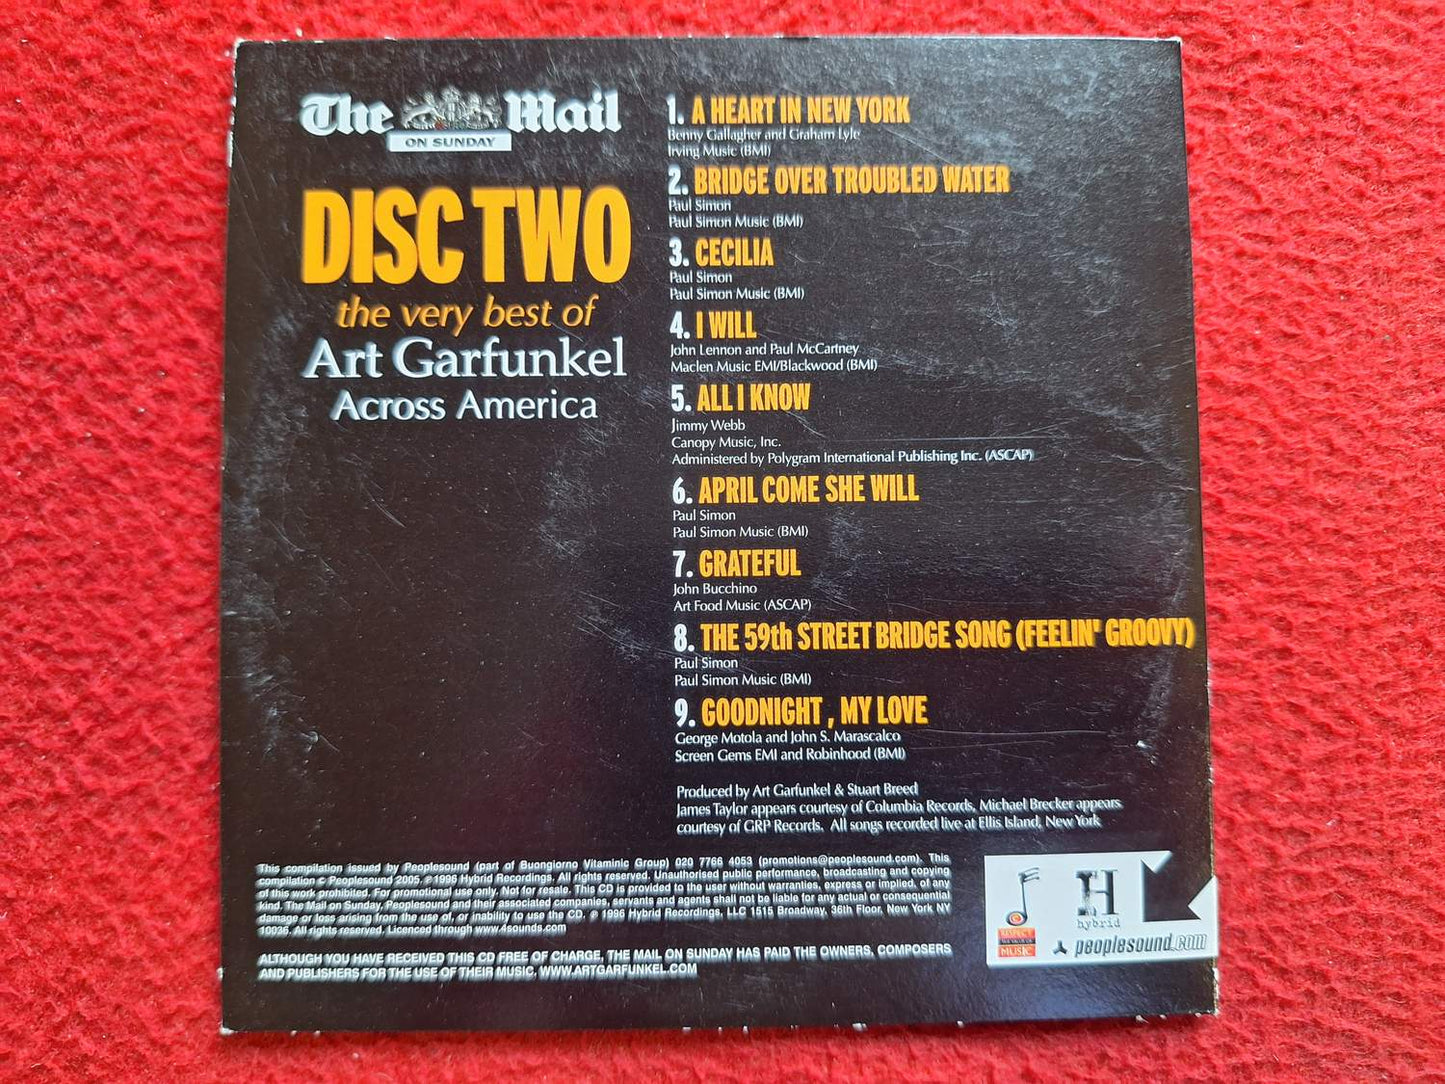 The Mail
ON SUNDAY
DISC TWO
the very best of
Art Garfunkel
Across America
1. A HEART IN NEW YORK
Benny Gallagher and Graham Lyle
Irving Music (BMI)
2. BRIDGE OVER TROUBLED WATER
Paul Simon
Paul Simon Music (BMI)
3. CECILIA
Paul Simon
Paul Simon Music (BMI)
4. I WILL
John Lennon and Paul McCartney
Maclen Music EMI/Blackwood (BMI)
5. ALL I KNOW
Jimmy Webb
Canopy Music, Inc.
Administered by Polygram International Publishing Inc. (ASCAP)
6. APRIL COME SHE WILL
Paul Simon
Paul Simon Music (BMI)
7. GRATEFUL
John Bucchino
Art Food Music (ASCAP)
8. THE 59th STREET BRIDGE SONG (FEELIN' GROOVY)
Paul Simon
Paul Simon Music (BMI)
9. GOODNIGHT , MY LOVE
George Motola and John S. Marascalco
Screen Gems EMI and Robinhood (BMI)
Produced by Art Garfunkel & Stuart Breed
James Taylor appears courtesy of Columbia Records, Michael Brecker appears
courtesy of GRP Records. All songs recorded live at Ellis Island, New York
This compilation issued by Peoplesound (part of Buongiorno Vitaminic Group) 020 7766 4053 (promotions@peoplesound.com). This
compilation © Peoplesound 2005. ℗1996 Hybrid Recordings. All rights reserved. Unauthorised public performance, broadcasting and copying
of this work prohibited. For promotional use only. Not for resale. This CD is provided to the user without warranties, express or implied, of any
kind. The Mail on Sunday, Peoplesound and their associated companies, servants and agents shall not be liable for any actual or consequential
damage or loss arising from the use of, or inability to use the CD. ℗ 1996 Hybrid Recordings, LLC 1515 Broadway, 36th Floor, New York NY
10036. All rights reserved. Licenced through www.4sounds.com
ALTHOUGH YOU HAVE RECEIVED THIS CD FREE OF CHARGE, THE MAIL ON SUNDAY HAS PAID THE OWNERS, COMPOSERS
AND PUBLISHERS FOR THE USE OF THEIR MUSIC. WWW.ARTGARFUNKEL.COM
RESPECT
THE VALUE OF
MUSIC
H
hybrid
peoplesound.com